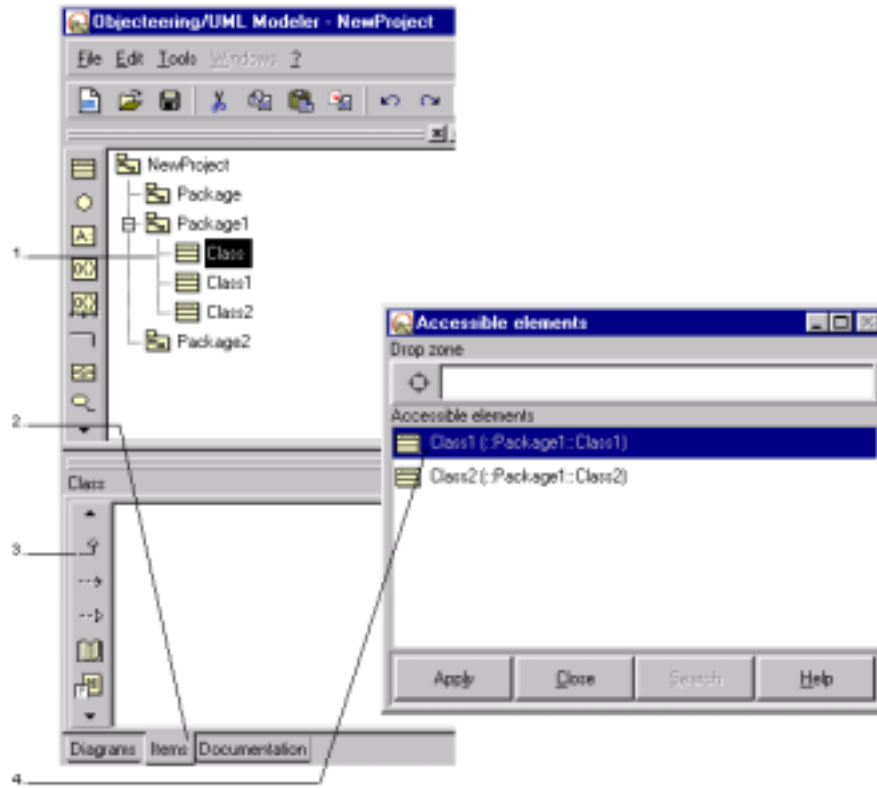 Objecteering/UML Modeler - NewProject
File Edit Tools Windows ?
NewProject
Package
Package1
1.
Class
Class1
Class2
Package2
Accessible elements
Drop zone
2.
Accessible elements
Class1 (::Package1::Class1)
Class2 (::Package1::Class2)
Class
3.
Apply Close Search Help
Diagrams Items Documentation
4.